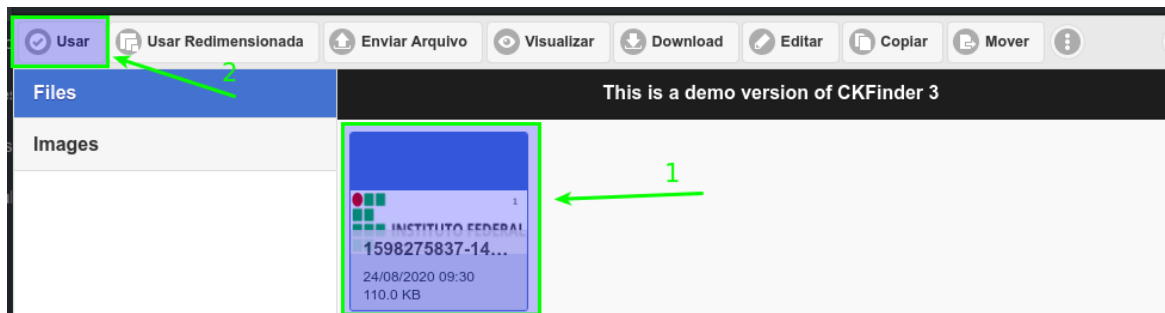 Usar
Usar Redimensionada
Enviar Arquivo
Visualizar
Download
Editar
Copiar
Mover
2
Files
This is a demo version of CKFinder 3
Images
1
1
INSTITUTO FEDERAL
1598275837-14...
24/08/2020 09:30
110.0 KB